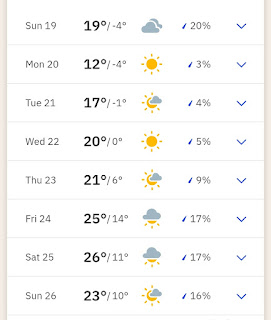 Sun 19 19°/-4° 20%
Mon 20 12°/-4° 3%
Tue 21 17°/-1° 4%
Wed 22 20°/0° 5%
Thu 23 21°/6° 9%
Fri 24 25°/14° 17%
Sat 25 26°/11° 17%
Sun 26 23°/10° 16%